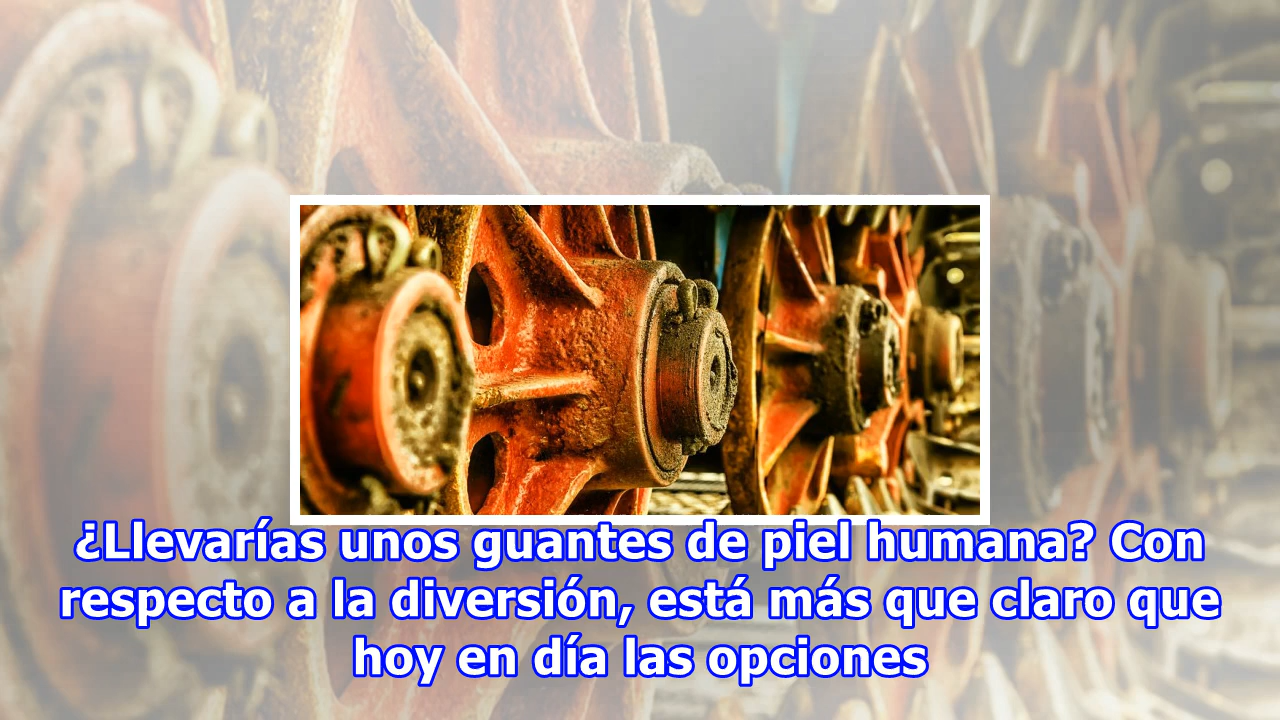 ¿Llevarías unos guantes de piel humana? Con
respecto a la diversión, está más que claro que
hoy en día las opciones